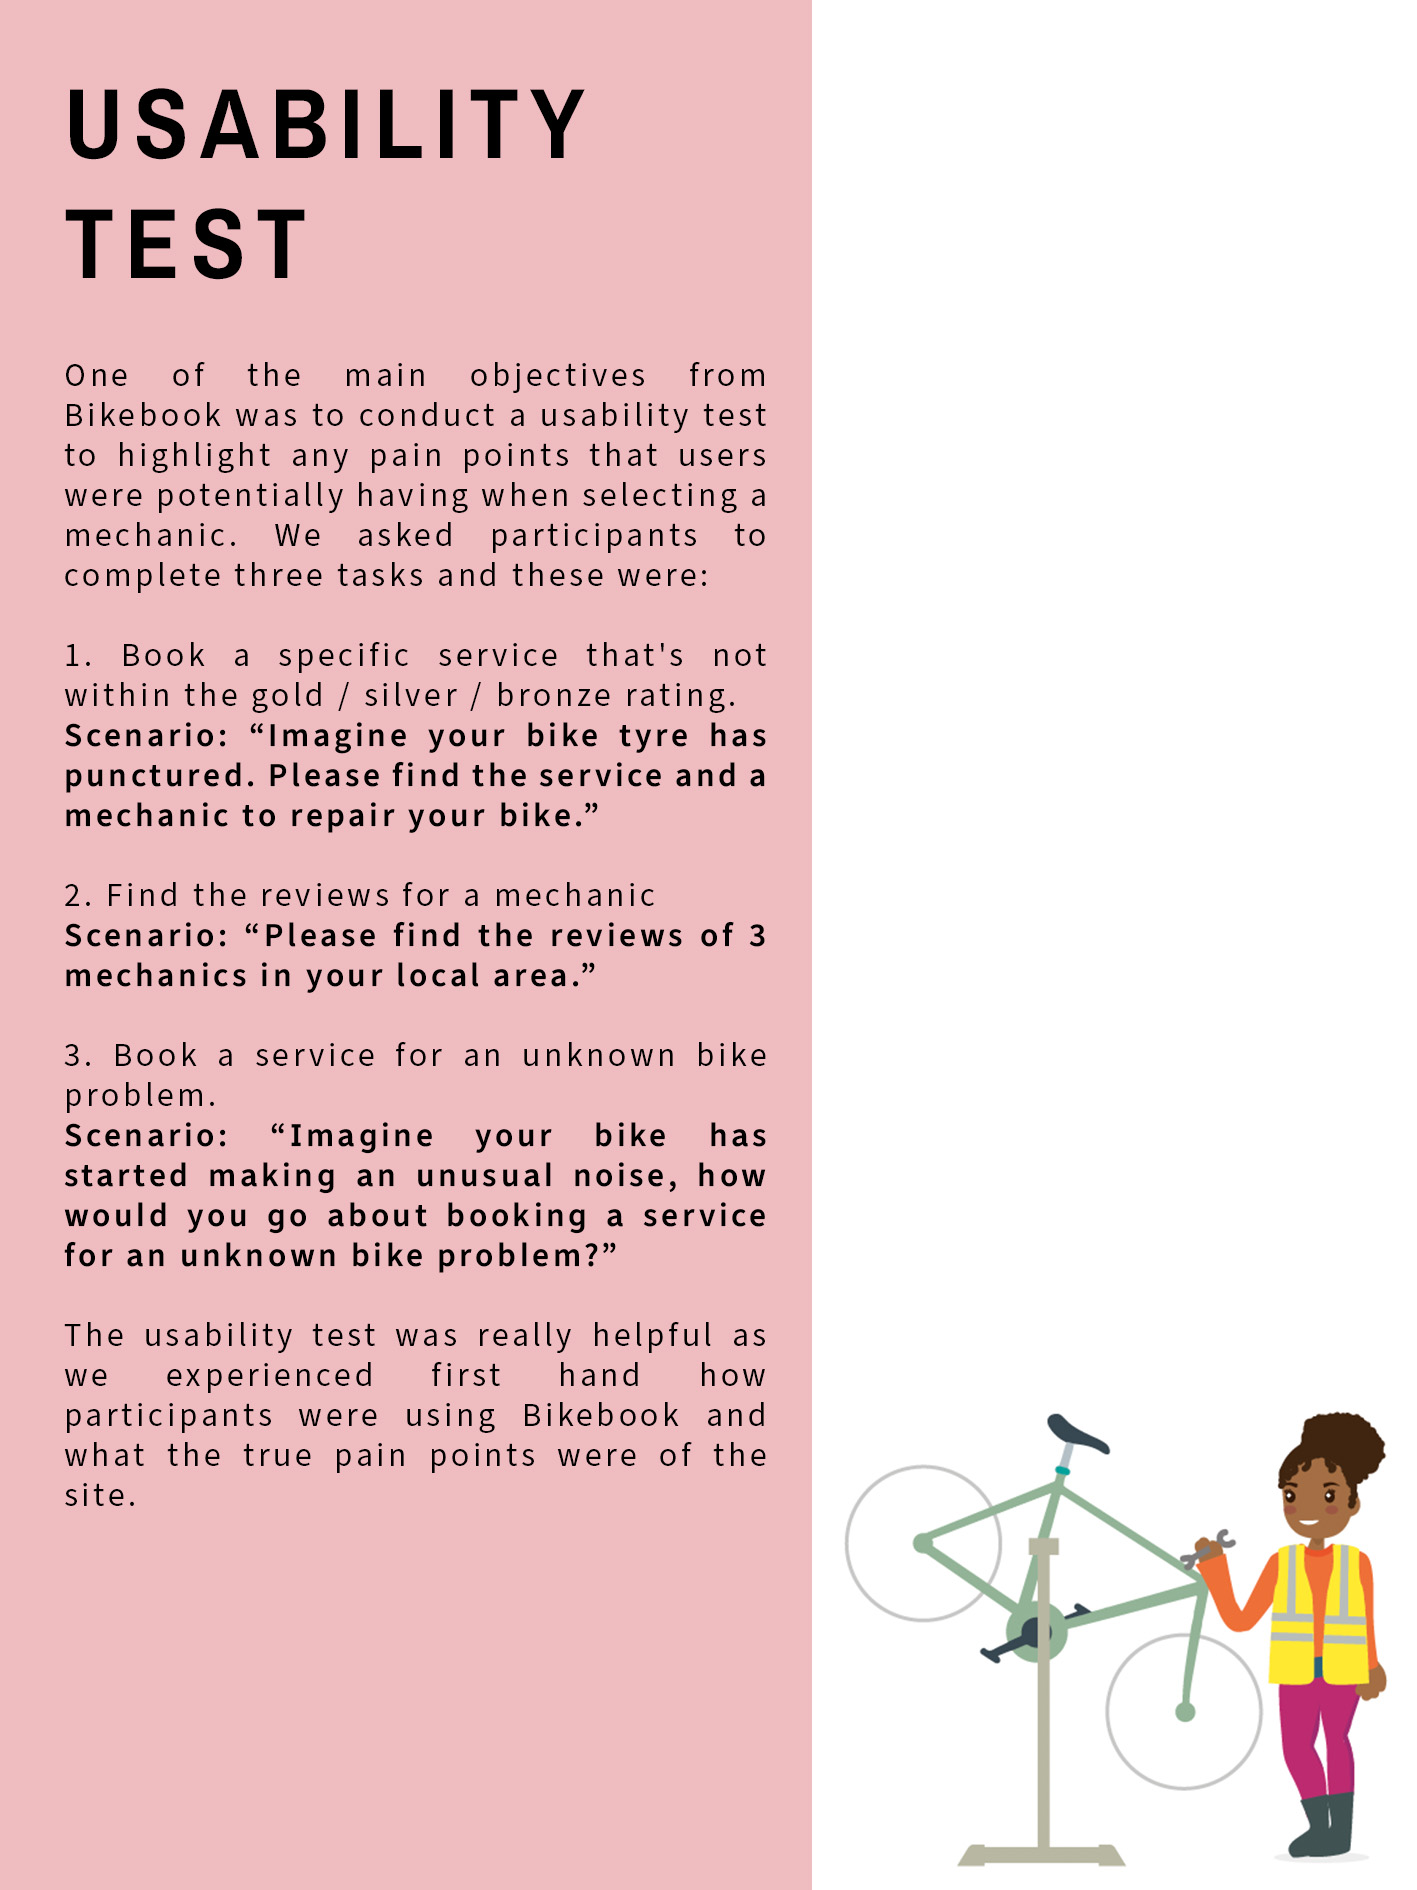 USABILITY
TEST
One of the main objectives from
Bikebook was to conduct a usability test
to highlight any pain points that users
were potentially having when selecting a
mechanic. We asked participants to
complete three tasks and these were:
1. Book a specific service that's not
within the gold / silver / bronze rating.
Scenario: “Imagine your bike tyre has
punctured. Please find the service and a
mechanic to repair your bike.”
2. Find the reviews for a mechanic
Scenario: “Please find the reviews of 3
mechanics in your local area.”
3. Book a service for an unknown bike
problem.
Scenario: “Imagine your bike has
started making an unusual noise, how
would you go about booking a service
for an unknown bike problem?”
The usability test was really helpful as
we experienced first hand how
participants were using Bikebook and
what the true pain points were of the
site.